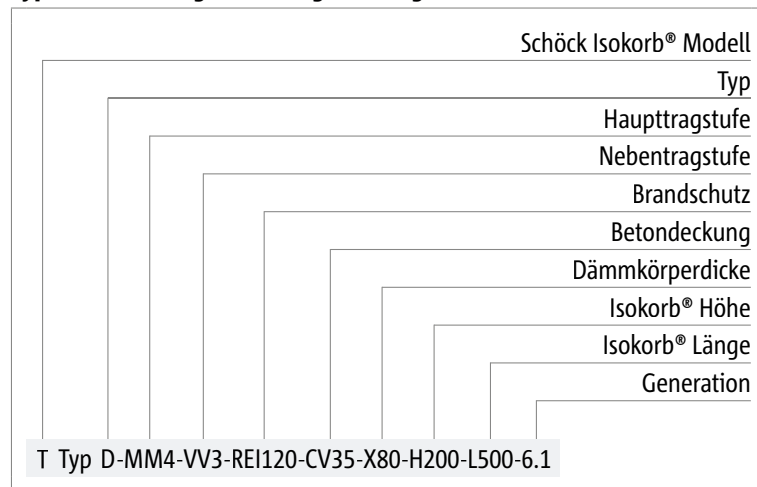 Schöck Isokorb® Modell
Typ
Haupttragstufe
Nebentragstufe
Brandschutz
Betondeckung
Dämmkörperdicke
Isokorb® Höhe
Isokorb® Länge
Generation
T Typ D-MM4-VV3-REI120-CV35-X80-H200-L500-6.1